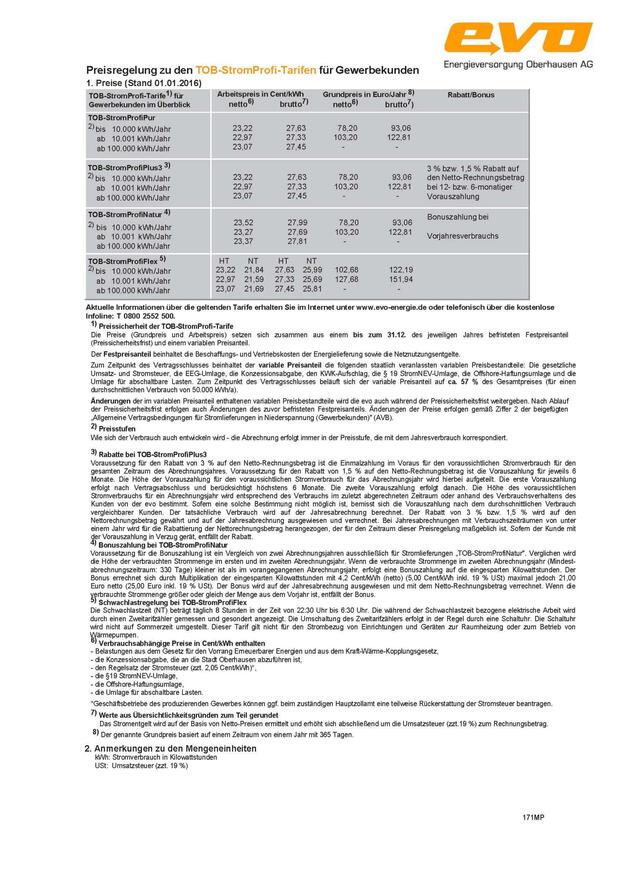 evo
Energieversorgung Oberhausen AG
Preisregelung zu den TOB-StromProfi-Tarifen für Gewerbekunden
1. Preise (Stand 01.01.2016)
TOB-StromProfi-Tarife1) für Arbeitspreis in Cent/kWh Grundpreis in Euro/Jahr 8) Rabatt/Bonus
Gewerbekunden im Überblick netto6) brutto7) netto6) brutto7)
TOB-StromProfiPur
2) bis 10.000 kWh/Jahr 23,22 27,63 78,20 93,06
ab 10.001 kWh/Jahr 22,97 27,33 103,20 122,81
ab 100.000 kWh/Jahr 23,07 27,45 - -
TOB-StromProfiPlus3 3) 3 % bzw. 1,5 % Rabatt auf
2) bis 10.000 kWh/Jahr 23,22 27,63 78,20 93,06 den Netto-Rechnungsbetrag
ab 10.001 kWh/Jahr 22,97 27,33 103,20 122,81 bei 12- bzw. 6-monatiger
ab 100.000 kWh/Jahr 23,07 27,45 - - Vorauszahlung
TOB-StromProfiNatur 4) Bonuszahlung bei
2) bis 10.000 kWh/Jahr 23,52 27,99 78,20 93,06
ab 10.001 kWh/Jahr 23,27 27,69 103,20 122,81 Vorjahresverbrauchs
ab 100.000 kWh/Jahr 23,37 27,81 - -
TOB-StromProfiFlex 5) HT NT HT NT
2) bis 10.000 kWh/Jahr 23,22 21,84 27,63 25,99 102,68 122,19
ab 10.001 kWh/Jahr 22,97 21,59 27,33 25,69 127,68 151,94
ab 100.000 kWh/Jahr 23,07 21,69 27,45 25,81 - -
Aktuelle Informationen über die geltenden Tarife erhalten Sie im Internet unter www.evo-energie.de oder telefonisch über die kostenlose
Infoline: T 0800 2552 500.
1) Preissicherheit der TOB-StromProfi-Tarife
Die Preise (Grundpreis und Arbeitspreis) setzen sich zusammen aus einem bis zum 31.12. des jeweiligen Jahres befristeten Festpreisanteil
(Preissicherheitsfrist) und einem variablen Preisanteil.
Der Festpreisanteil beinhaltet die Beschaffungs- und Vertriebskosten der Energielieferung sowie die Netznutzungsentgelte.
Zum Zeitpunkt des Vertragsschlusses beinhaltet der variable Preisanteil die folgenden staatlich veranlassten variablen Preisbestandteile: Die gesetzliche
Umsatz- und Stromsteuer, die EEG-Umlage, die Konzessionsabgabe, den KWK-Aufschlag, die § 19 StromNEV-Umlage, die Offshore-Haftungsumlage und die
Umlage für abschaltbare Lasten. Zum Zeitpunkt des Vertragsschlusses beläuft sich der variable Preisanteil auf ca. 57 % des Gesamtpreises (für einen
durchschnittlichen Verbrauch von 50.000 kWh/a).
Änderungen der im variablen Preisanteil enthaltenen variablen Preisbestandteile wird die evo auch während der Preissicherheitsfrist weitergeben. Nach Ablauf
der Preissicherheitsfrist erfolgen auch Änderungen des zuvor befristeten Festpreisanteils. Änderungen der Preise erfolgen gemäß Ziffer 2 der beigefügten
„Allgemeine Vertragsbedingungen für Stromlieferungen in Niederspannung (Gewerbekunden)" (AVB).
2) Preisstufen
Wie sich der Verbrauch auch entwickeln wird - die Abrechnung erfolgt immer in der Preisstufe, die mit dem Jahresverbrauch korrespondiert.
3) Rabatte bei TOB-StromProfiPlus3
Voraussetzung für den Rabatt von 3 % auf den Netto-Rechnungsbetrag ist die Einmalzahlung im Voraus für den voraussichtlichen Stromverbrauch für den
gesamten Zeitraum des Abrechnungsjahres. Voraussetzung für den Rabatt von 1,5 % auf den Netto-Rechnungsbetrag ist die Vorauszahlung für jeweils 6
Monate. Die Höhe der Vorauszahlung für den voraussichtlichen Stromverbrauch für das Abrechnungsjahr wird hierbei aufgeteilt. Die erste Vorauszahlung
erfolgt nach Vertragsabschluss und berücksichtigt höchstens 6 Monate. Die zweite Vorauszahlung erfolgt danach. Die Höhe des voraussichtlichen
Stromverbrauchs für ein Abrechnungsjahr wird entsprechend des Verbrauchs im zuletzt abgerechneten Zeitraum oder anhand des Verbrauchsverhaltens des
Kunden von der evo bestimmt. Sofern eine solche Bestimmung nicht möglich ist, bemisst sich die Vorauszahlung nach dem durchschnittlichen Verbrauch
vergleichbarer Kunden. Der tatsächliche Verbrauch wird auf der Jahresabrechnung berechnet. Der Rabatt von 3 % bzw. 1,5 % wird auf den
Nettorechnungsbetrag gewährt und auf der Jahresabrechnung ausgewiesen und verrechnet. Bei Jahresabrechnungen mit Verbrauchszeiträumen von unter
einem Jahr wird für die Rabattierung der Nettorechnungsbetrag herangezogen, der für den Zeitraum dieser Preisregelung maßgeblich ist. Sofern der Kunde mit
der Vorauszahlung in Verzug gerät, entfällt der Rabatt.
4) Bonuszahlung bei TOB-StromProfiNatur
Voraussetzung für die Bonuszahlung ist ein Vergleich von zwei Abrechnungsjahren ausschließlich für Stromlieferungen „TOB-StromProfiNatur". Verglichen wird
die Höhe der verbrauchten Strommenge im ersten und im zweiten Abrechnungsjahr. Wenn die verbrauchte Strommenge im zweiten Abrechnungsjahr (Mindest-
abrechnungszeitraum: 330 Tage) kleiner ist als im vorangegangenen Abrechnungsjahr, erfolgt eine Bonuszahlung auf die eingesparten Kilowattstunden. Der
Bonus errechnet sich durch Multiplikation der eingesparten Kilowattstunden mit 4,2 Cent/kWh (netto) (5,00 Cent/kWh inkl. 19 % USt) maximal jedoch 21,00
Euro netto (25,00 Euro inkl. 19 % USt). Der Bonus wird auf der Jahresabrechnung ausgewiesen und mit dem Netto-Rechnungsbetrag verrechnet. Wenn die
verbrauchte Strommenge größer oder gleich der Menge aus dem Vorjahr ist, entfällt der Bonus.
5) Schwachlastregelung bei TOB-StromProfiFlex
Die Schwachlastzeit (NT) beträgt täglich 8 Stunden in der Zeit von 22:30 Uhr bis 6:30 Uhr. Die während der Schwachlastzeit bezogene elektrische Arbeit wird
durch einen Zweitarifzähler gemessen und gesondert angezeigt. Die Umschaltung des Zweitarifzählers erfolgt in der Regel durch eine Schaltuhr. Die Schaltuhr
wird nicht auf Sommerzeit umgestellt. Dieser Tarif gilt nicht für den Strombezug von Einrichtungen und Geräten zur Raumheizung oder zum Betrieb von
Wärmepumpen.
6) Verbrauchsabhängige Preise in Cent/kWh enthalten
- Belastungen aus dem Gesetz für den Vorrang Erneuerbarer Energien und aus dem Kraft-Wärme-Kopplungsgesetz,
- die Konzessionsabgabe, die an die Stadt Oberhausen abzuführen ist,
- den Regelsatz der Stromsteuer (zzt. 2,05 Cent/kWh)*,
- die §19 StromNEV-Umlage,
- die Offshore-Haftungsumlage,
- die Umlage für abschaltbare Lasten.
*Geschäftsbetriebe des produzierenden Gewerbes können ggf. beim zuständigen Hauptzollamt eine teilweise Rückerstattung der Stromsteuer beantragen.
7) Werte aus Übersichtlichkeitsgründen zum Teil gerundet
Das Stromentgelt wird auf der Basis von Netto-Preisen ermittelt und erhöht sich abschließend um die Umsatzsteuer (zzt.19 %) zum Rechnungsbetrag.
8) Der genannte Grundpreis basiert auf einem Zeitraum von einem Jahr mit 365 Tagen.
2. Anmerkungen zu den Mengeneinheiten
kWh: Stromverbrauch in Kilowattstunden
USt: Umsatzsteuer (zzt. 19 %)
171MP